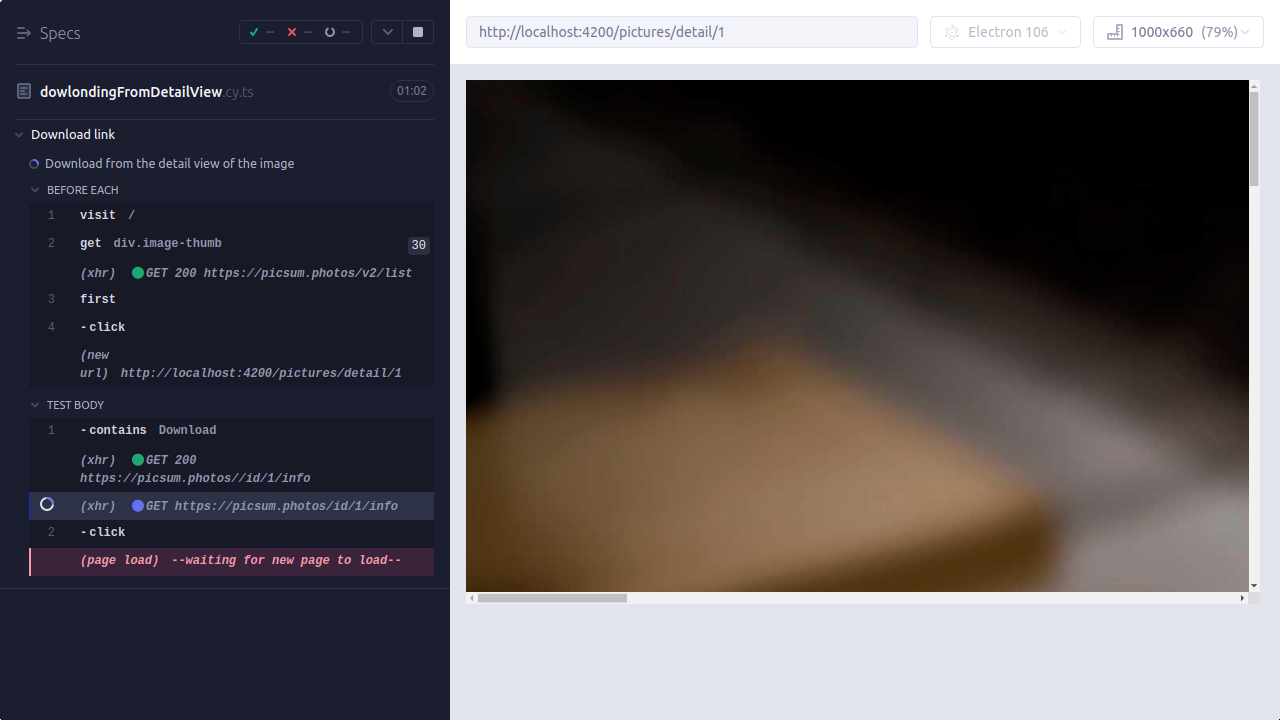 Specs
http://localhost:4200/pictures/detail/1
Electron 106
1000x660 (79%)
dowlondingFromDetailView.cy.ts
01:02
Download link
Download from the detail view of the image
BEFORE EACH
1 visit /
2 get div.image-thumb 30
(xhr) GET 200 https://picsum.photos/v2/list
3 first
4 -click
(new
url) http://localhost:4200/pictures/detail/1
TEST BODY
1 -contains Download
(xhr) GET 200
https://picsum.photos//id/1/info
(xhr) GET https://picsum.photos/id/1/info
2 -click
(page load) --waiting for new page to load--